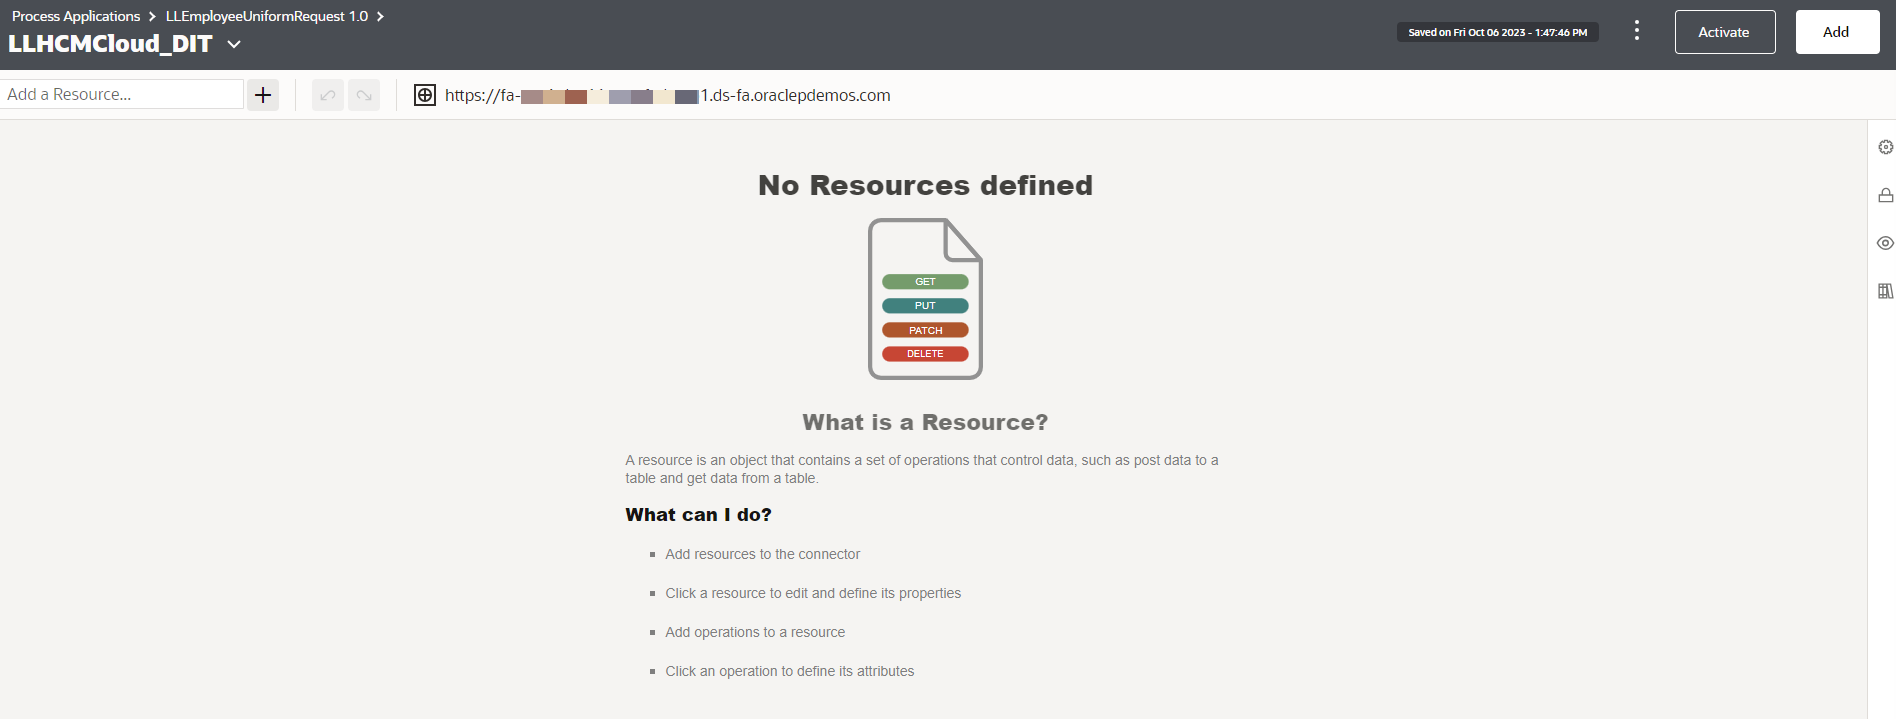 Process Applications > LLEmployeeUniformRequest 1.0 >
LLHCMCloud_DIT
Saved on Fri Oct 06 2023 - 1:47:46 PM
Activate
Add
Add a Resource...
https://fa- 1.ds-fa.oraclepdemos.com
No Resources defined
GET
PUT
PATCH
DELETE
What is a Resource?
A resource is an object that contains a set of operations that control data, such as post data to a
table and get data from a table.
What can I do?
Add resources to the connector
Click a resource to edit and define its properties
Add operations to a resource
Click an operation to define its attributes